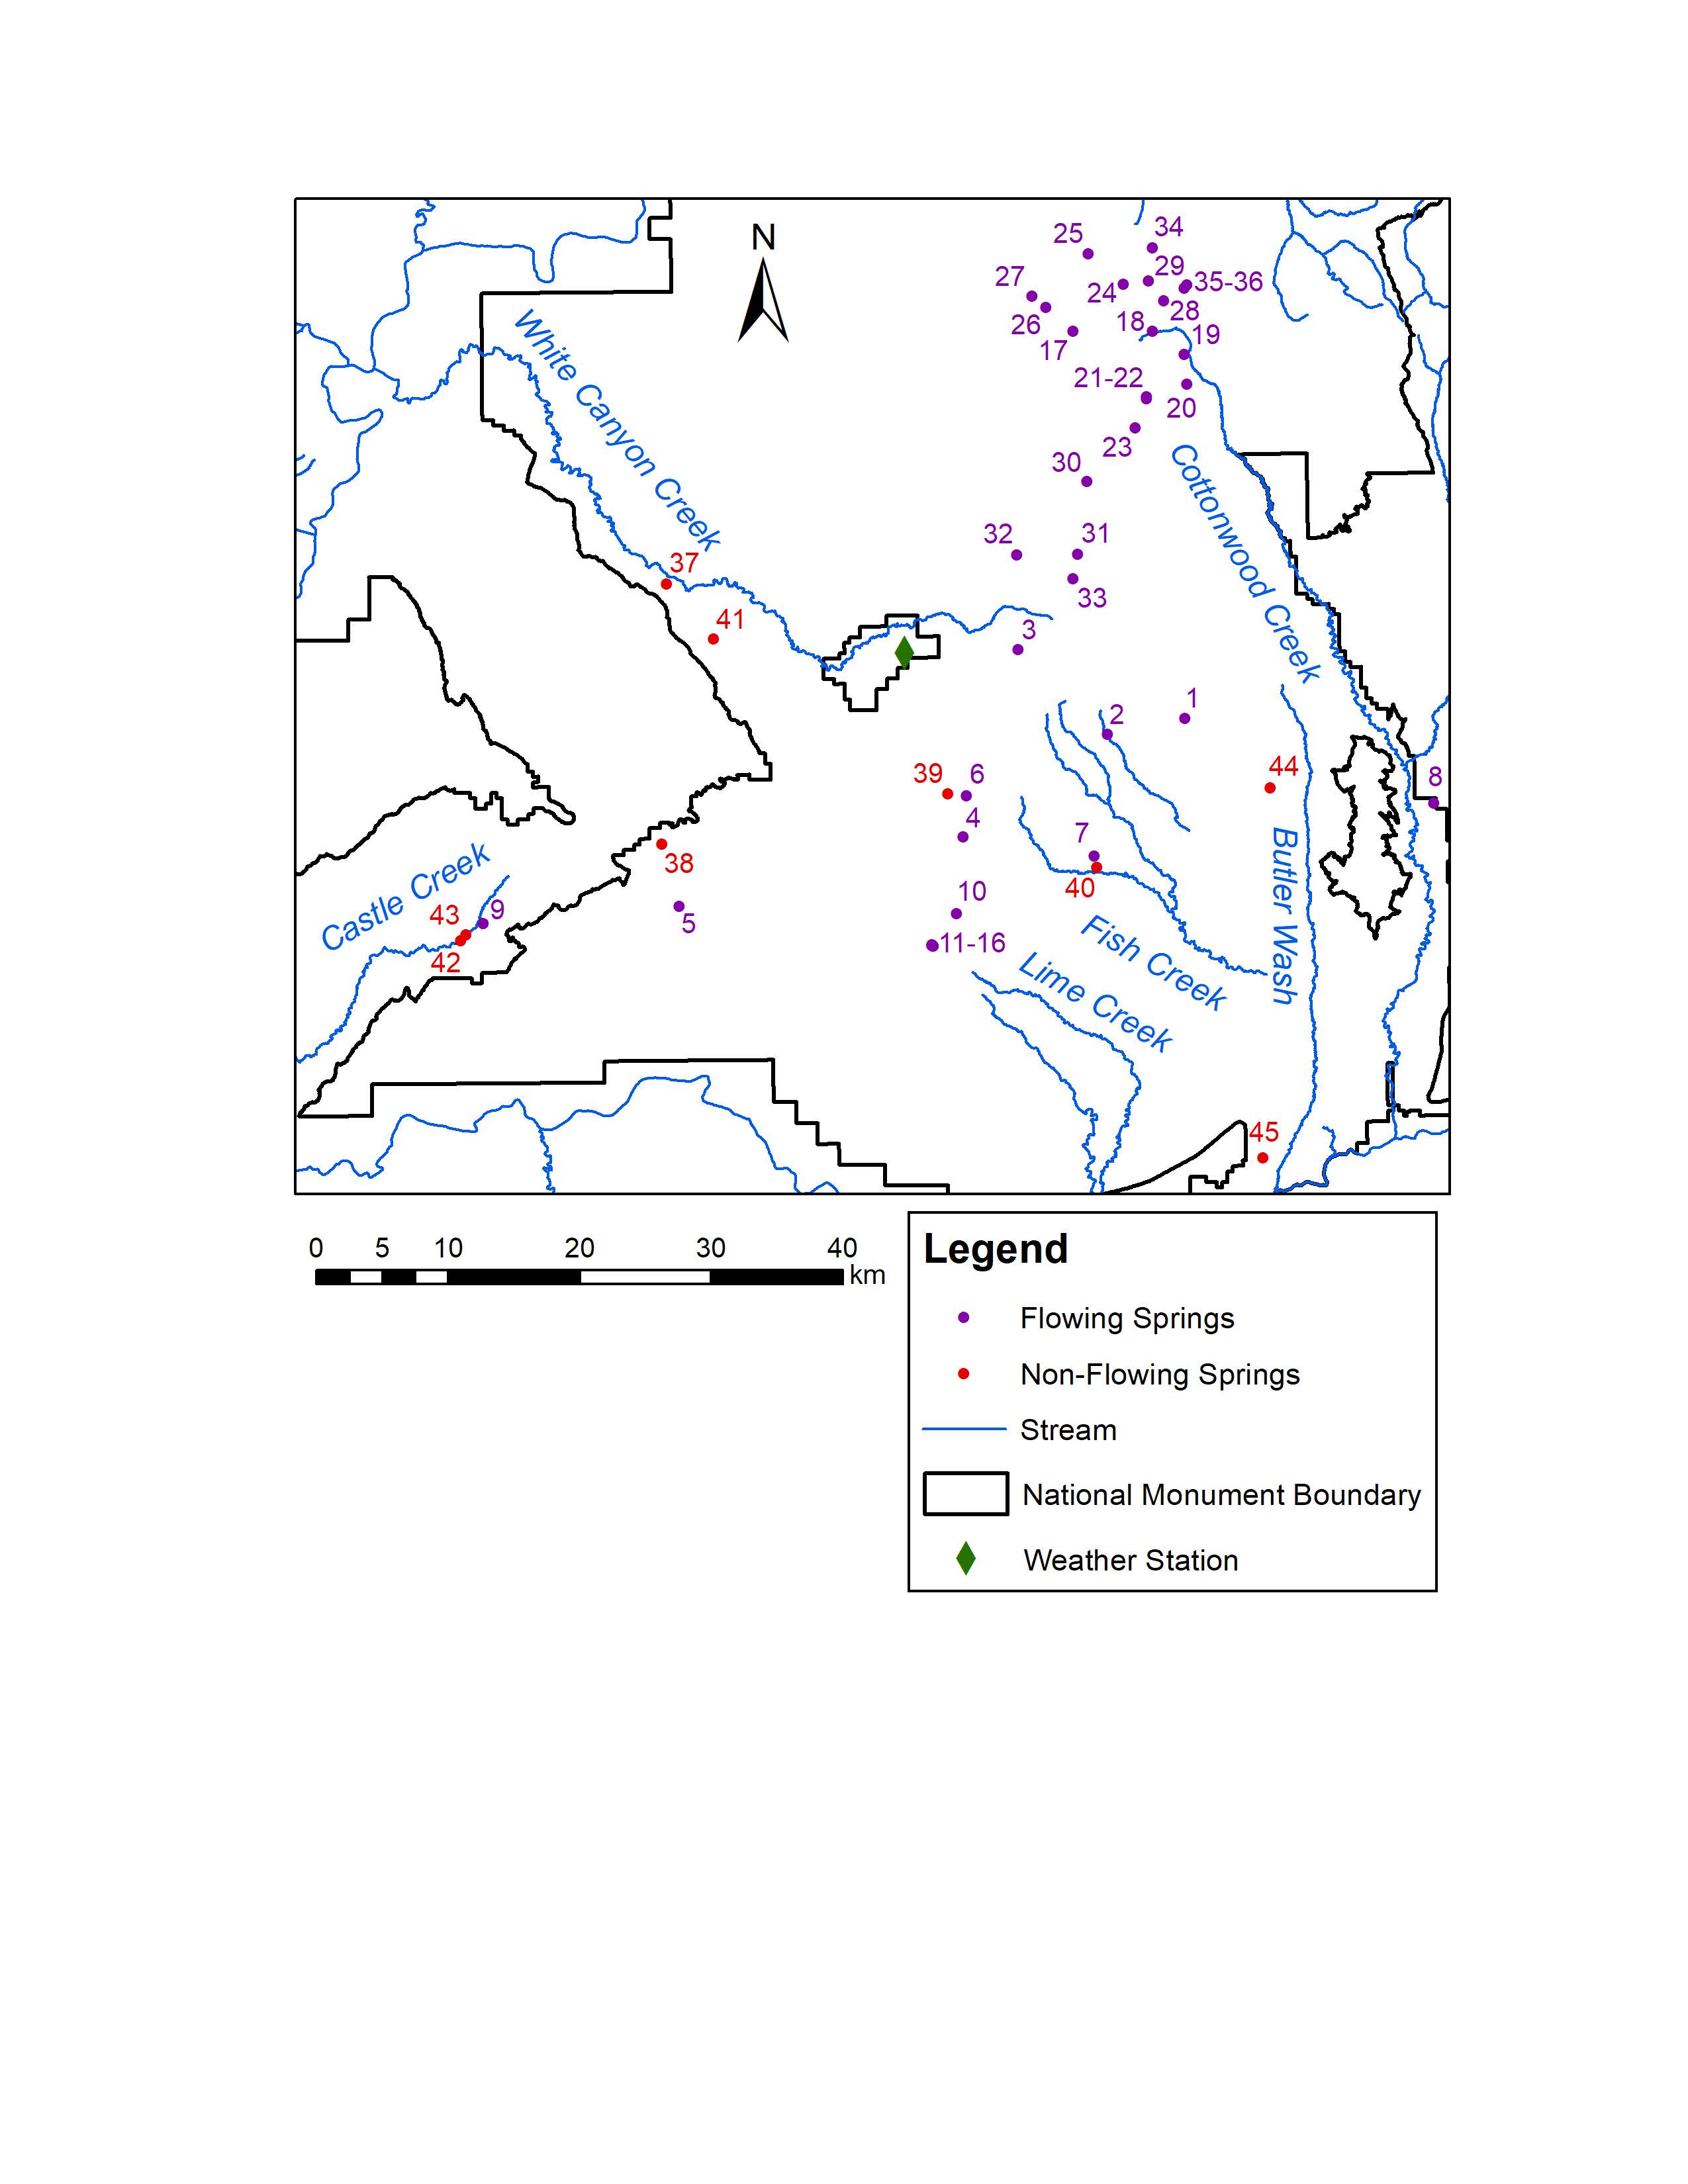 N
25
34
29
27
24
35-36
26
28
18
19
17
21-22
20
23
30
White Canyon Creek
Cottonwood Creek
32
31
37
33
41
3
1
2
39
6
44
8
4
7
38
Castle Creek
40
Butler Wash
43
9
10
5
42
11-16
Fish Creek
Lime Creek
45
0 5 10 20 30 40
km
Legend
Flowing Springs
Non-Flowing Springs
Stream
National Monument Boundary
Weather Station